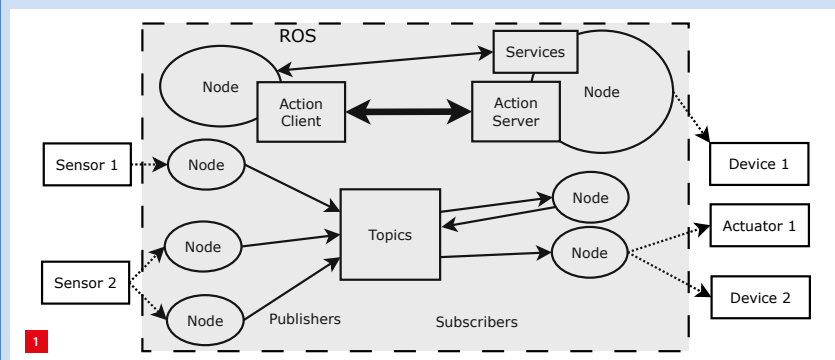 ROS
Services
Node
Node
Action
Client
Action
Server
Sensor 1
Node
Device 1
Node
Topics
Actuator 1
Node
Node
Sensor 2
Device 2
Node
Publishers
Subscribers
1